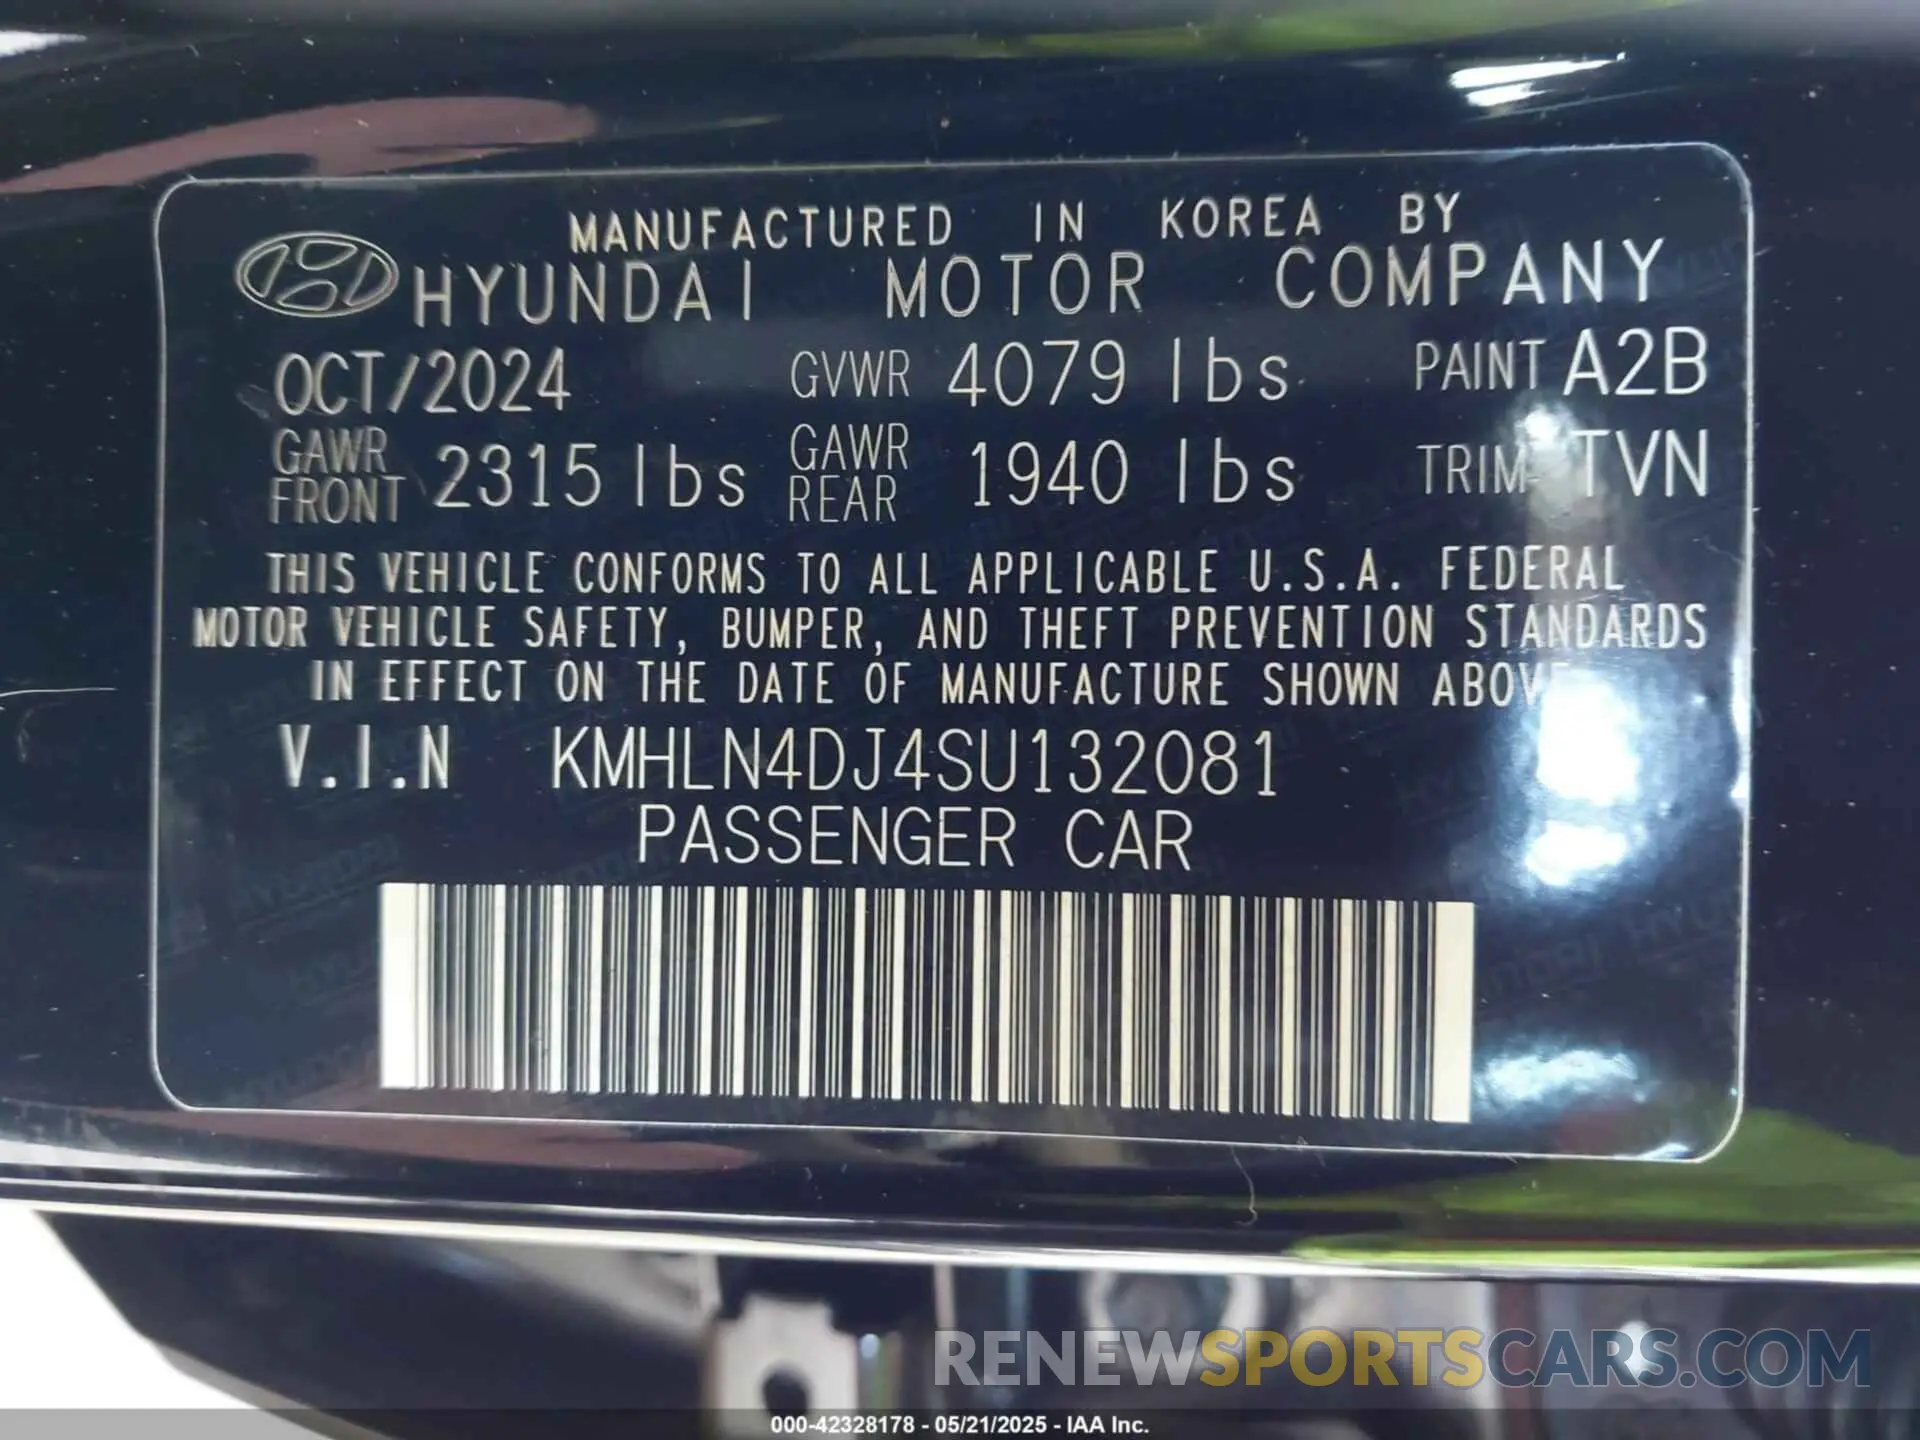 MANUFACTURED IN KOREA BY
HYUNDAI MOTOR COMPANY
OCT/2024 GVWR 4079 lbs PAINT A2B
GAWR FRONT 2315 lbs GAWR REAR 1940 lbs TRIM TVN
THIS VEHICLE CONFORMS TO ALL APPLICABLE U.S.A. FEDERAL
MOTOR VEHICLE SAFETY, BUMPER, AND THEFT PREVENTION STANDARDS
IN EFFECT ON THE DATE OF MANUFACTURE SHOWN ABOVE
V.I.N KMHLN4DJ4SU132081
PASSENGER CAR
RENEWSPORTSCARS.COM
000-42328178 - 05/21/2025 - IAA Inc.